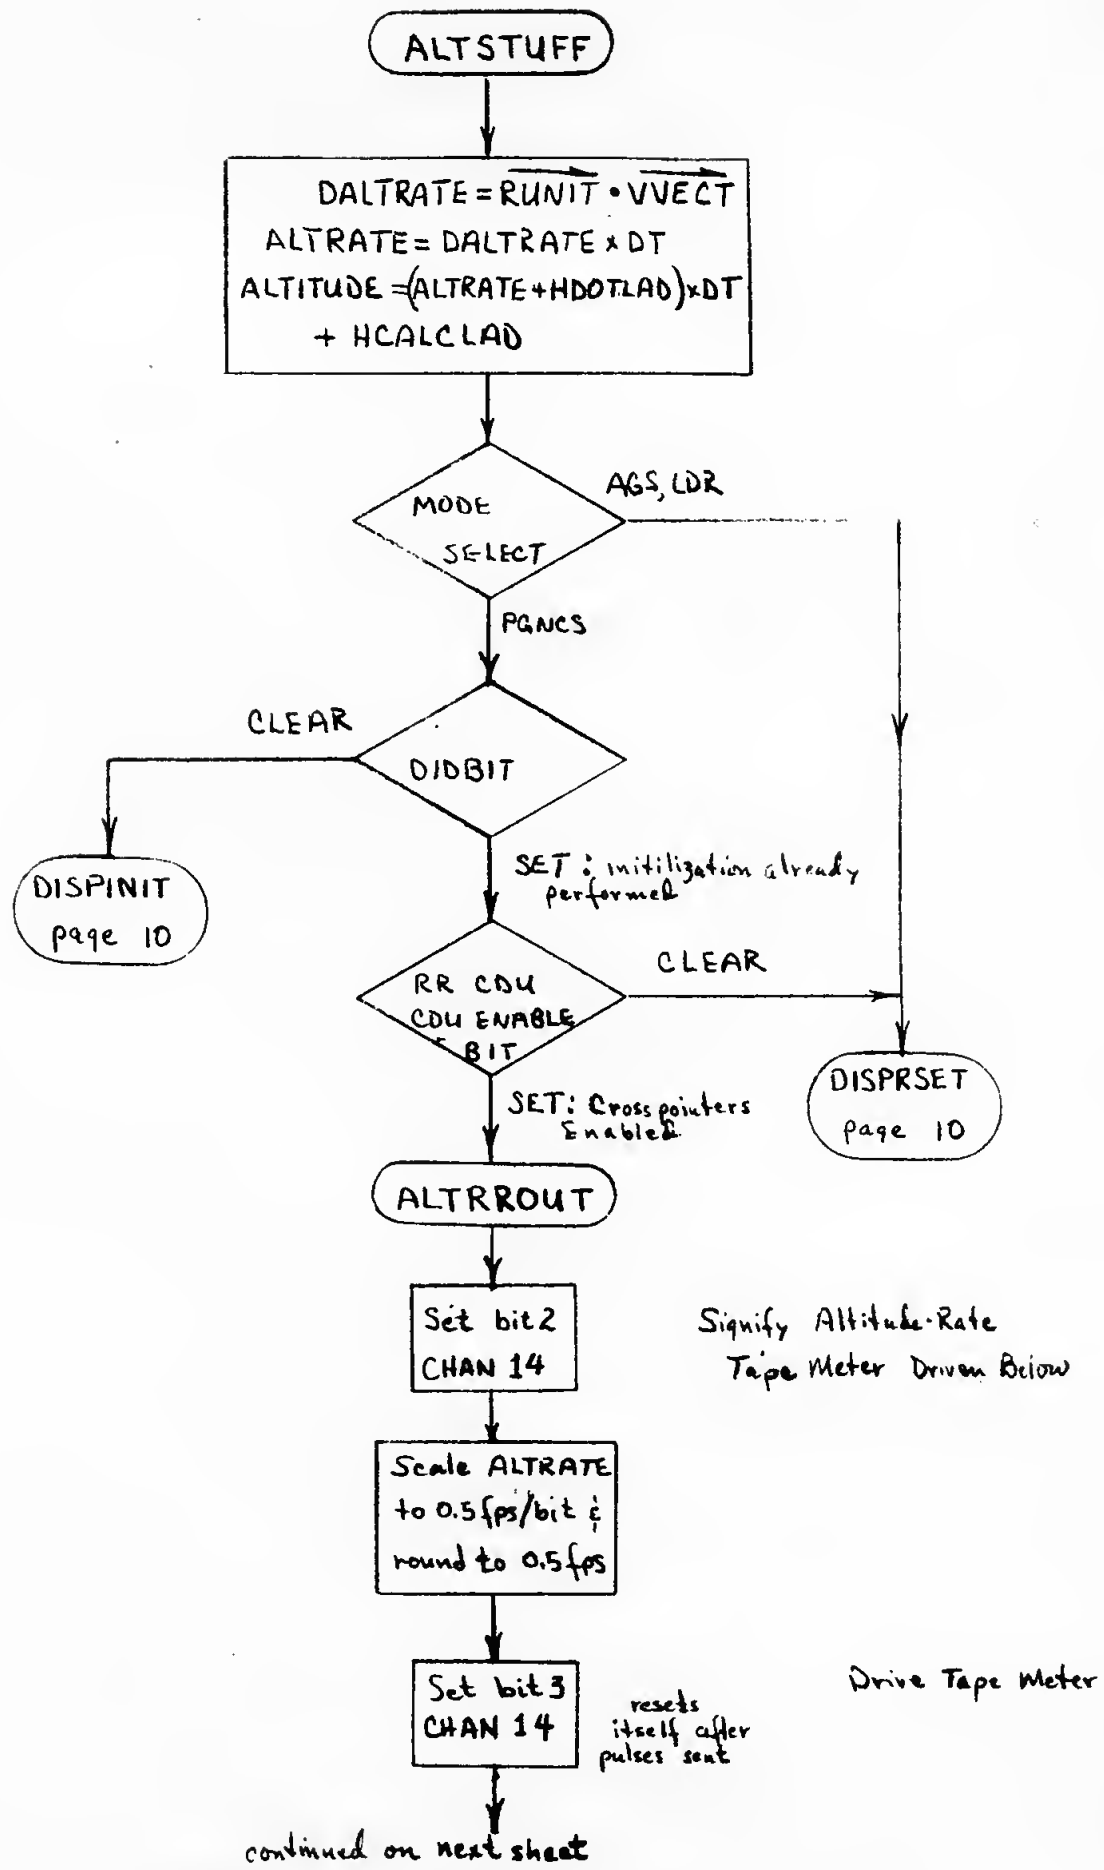 ALTSTUFF
DALTRATE = RUNIT · VVECT
ALTRATE = DALTRATE x DT
ALTITUDE = (ALTRATE + HDOTLAD) x DT
+ HCALCLAD
MODE
SELECT
AGS, LDR
PGNCS
CLEAR
DIDBIT
DISPINIT
page 10
SET : initilization already
performed
RR CDU
CDU ENABLE
BIT
CLEAR
DISPRSET
page 10
SET: Cross pointers
Enabled
ALTRROUT
Set bit 2
CHAN 14
Signify Altitude-Rate
Tape Meter Driven Below
Scale ALTRATE
to 0.5 fps/bit &
round to 0.5 fps
Set bit 3
CHAN 14
resets
itself after
pulses sent
Drive Tape Meter
continued on next sheet